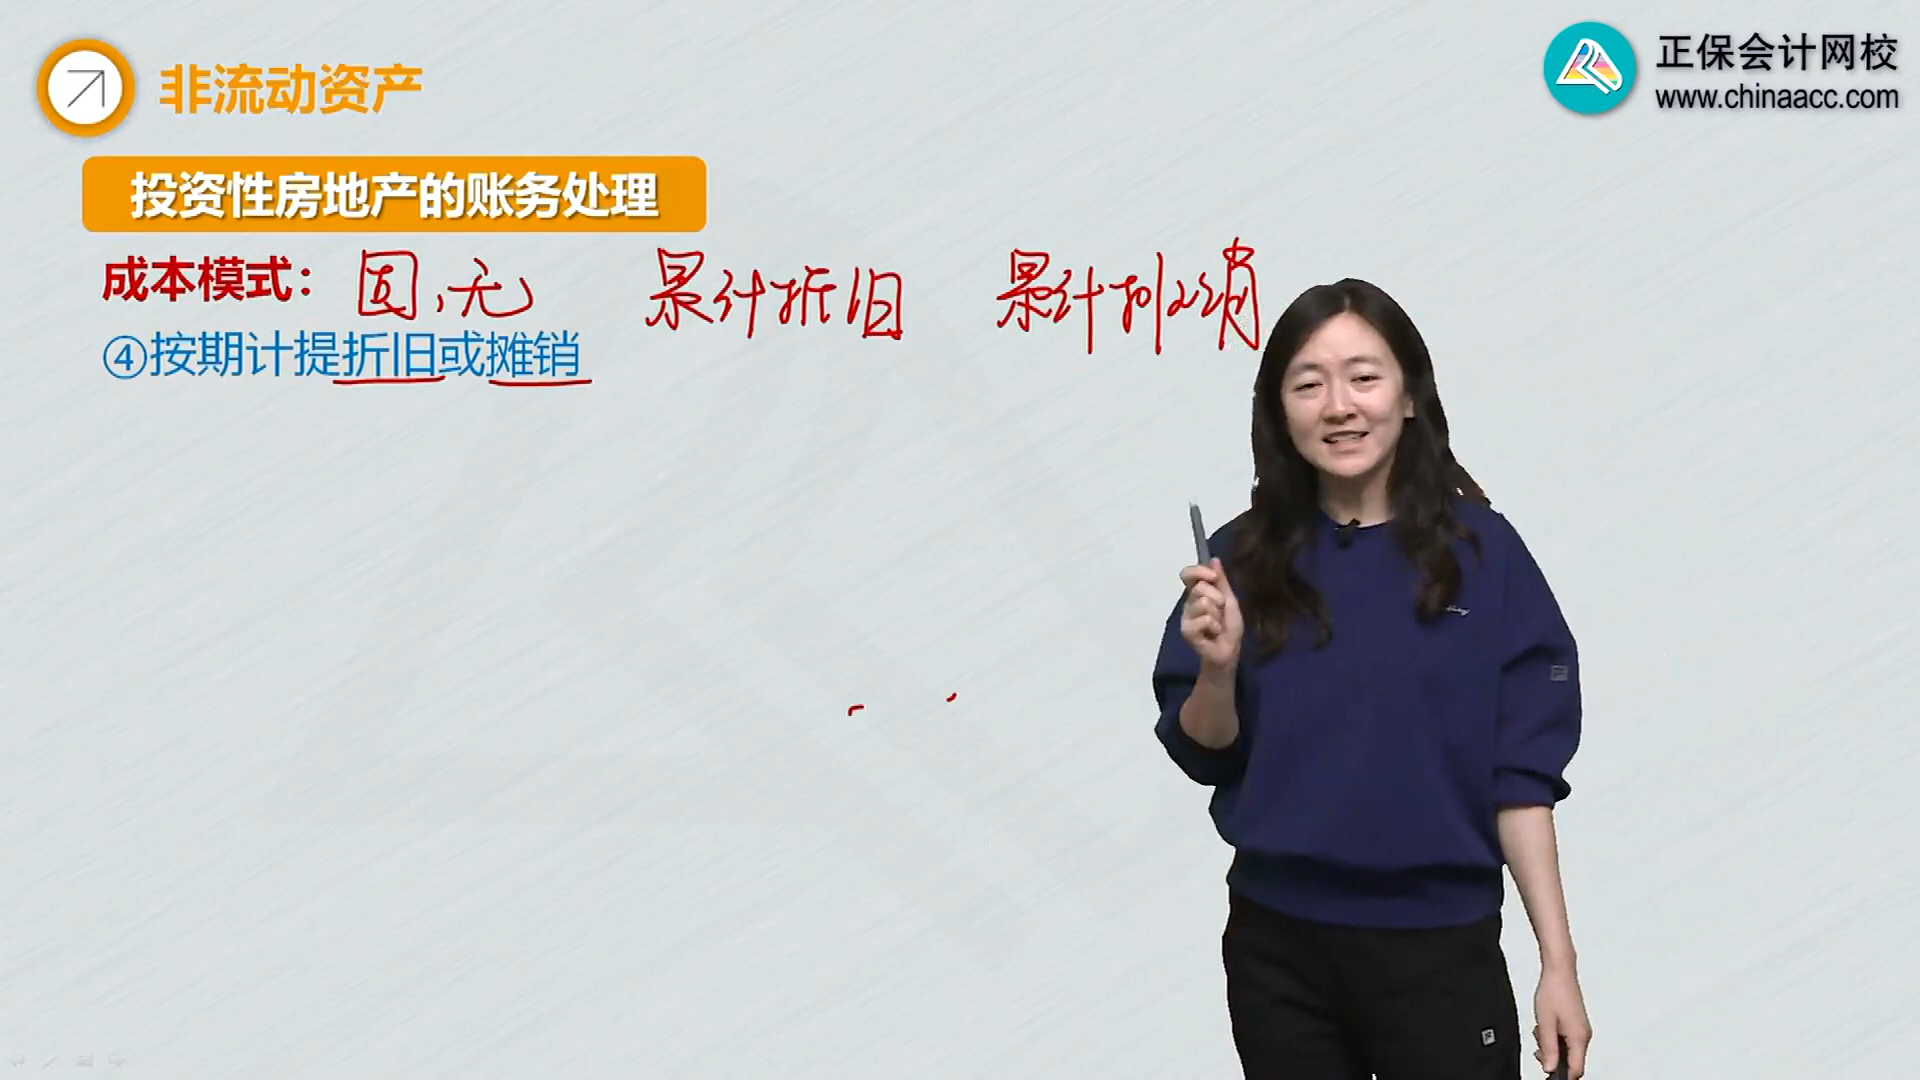 非流动资产
正保会计网校
www.chinaacc.com
投资性房地产的账务处理
成本模式： 固,无 累计折旧 累计摊销
④按期计提折旧或摊销